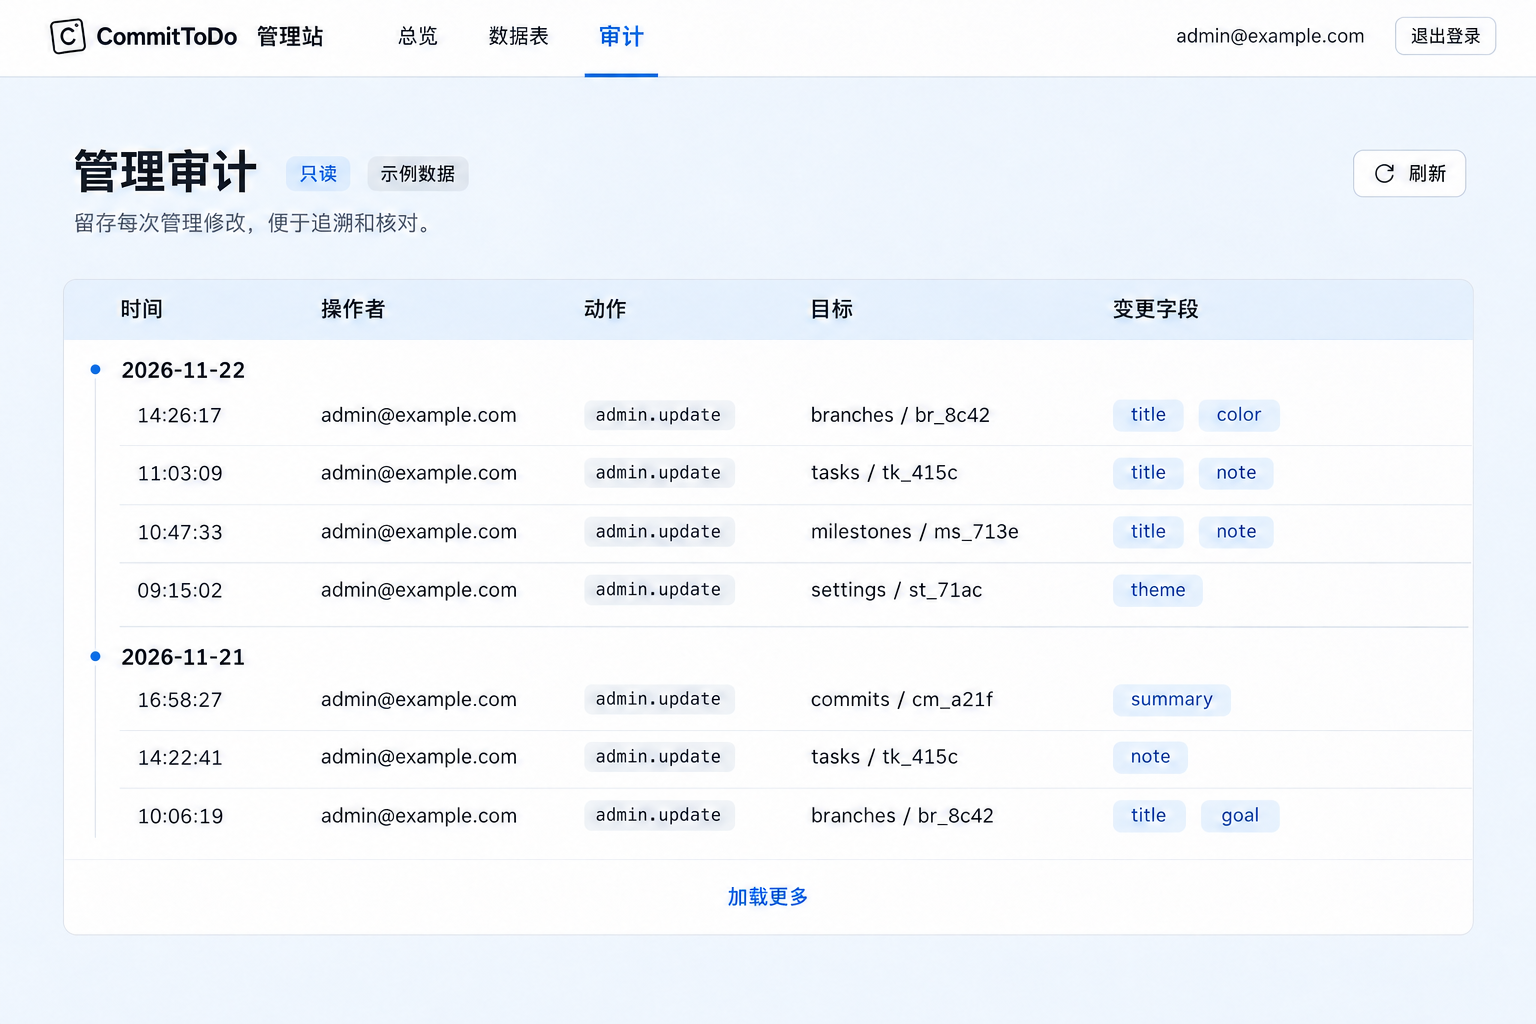 CommitToDo 管理站 总览 数据表 审计 admin@example.com 退出登录
管理审计 只读 示例数据 刷新
留存每次管理修改，便于追溯和核对。
时间 操作者 动作 目标 变更字段
2026-11-22
14:26:17 admin@example.com admin.update branches / br_8c42 title color
11:03:09 admin@example.com admin.update tasks / tk_415c title note
10:47:33 admin@example.com admin.update milestones / ms_713e title note
09:15:02 admin@example.com admin.update settings / st_71ac theme
2026-11-21
16:58:27 admin@example.com admin.update commits / cm_a21f summary
14:22:41 admin@example.com admin.update tasks / tk_415c note
10:06:19 admin@example.com admin.update branches / br_8c42 title goal
加载更多